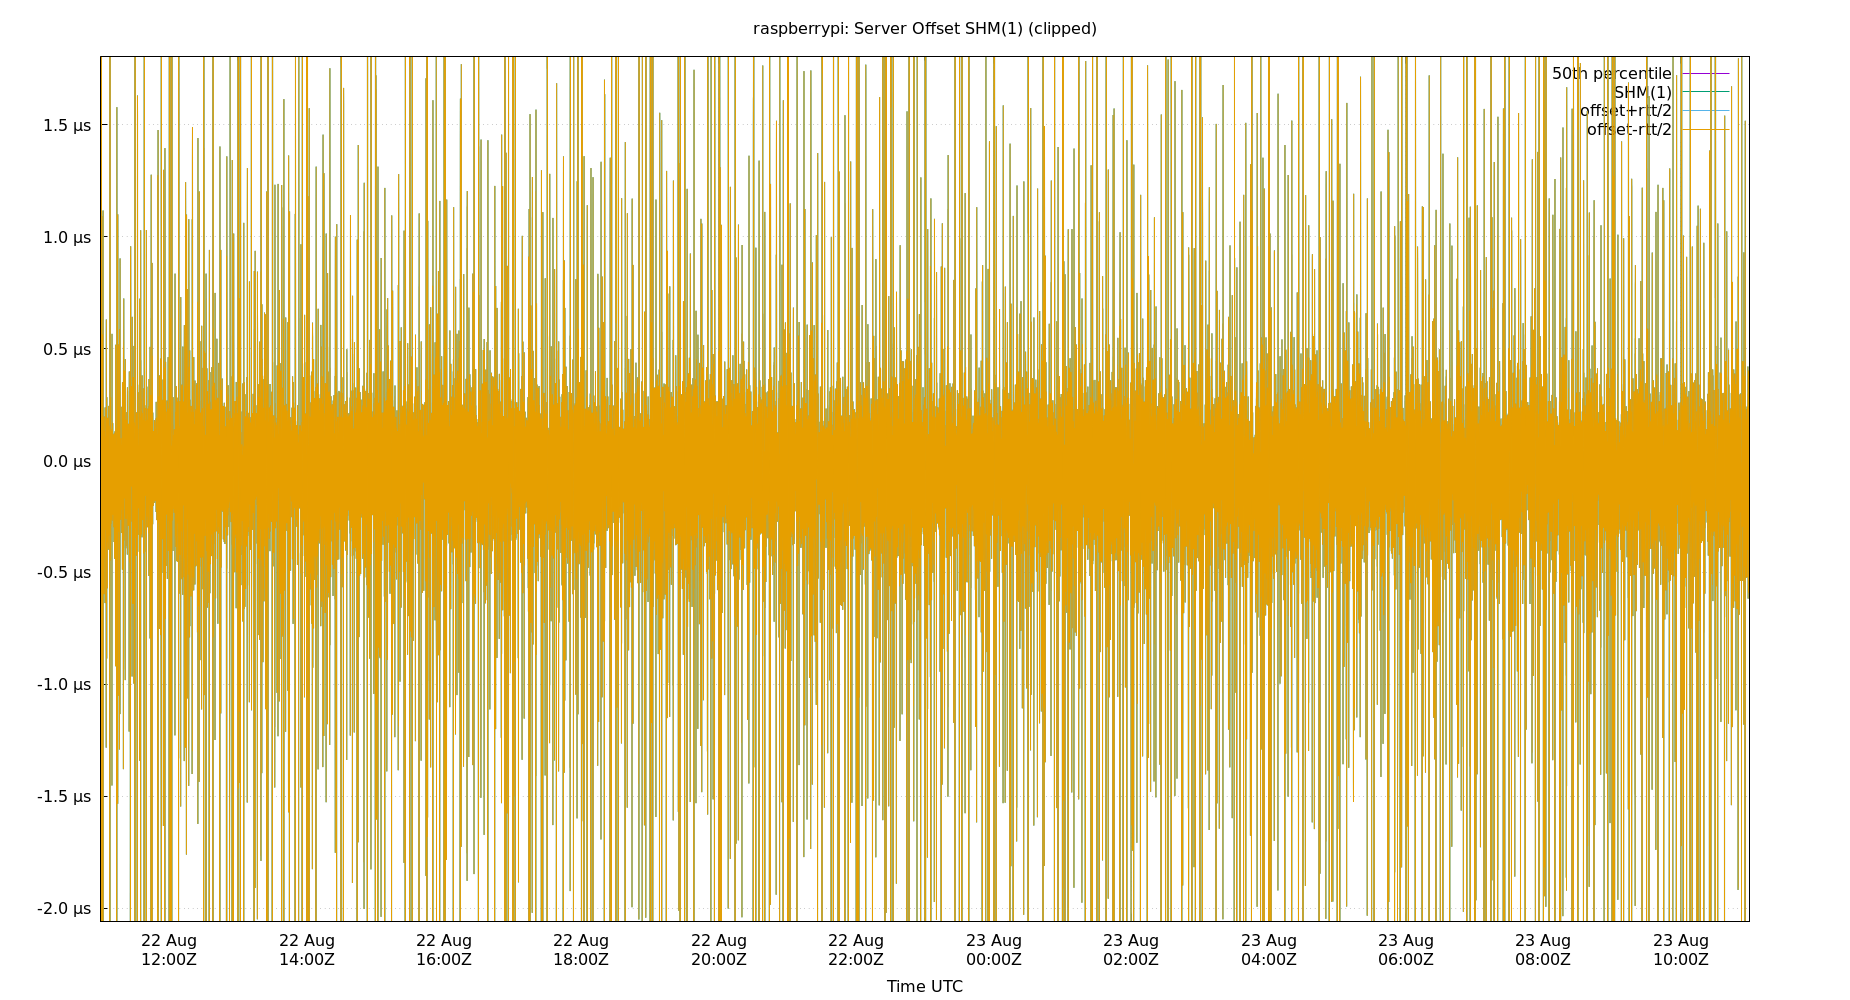 raspberrypi: Server Offset SHM(1) (clipped)
50th percentile
SHM(1)
offset+rtt/2
offset-rtt/2
1.5 µs
1.0 µs
0.5 µs
0.0 µs
-0.5 µs
-1.0 µs
-1.5 µs
-2.0 µs
22 Aug 22 Aug 22 Aug 22 Aug 22 Aug 22 Aug 23 Aug 23 Aug 23 Aug 23 Aug 23 Aug 23 Aug
12:00Z 14:00Z 16:00Z 18:00Z 20:00Z 22:00Z 00:00Z 02:00Z 04:00Z 06:00Z 08:00Z 10:00Z
Time UTC